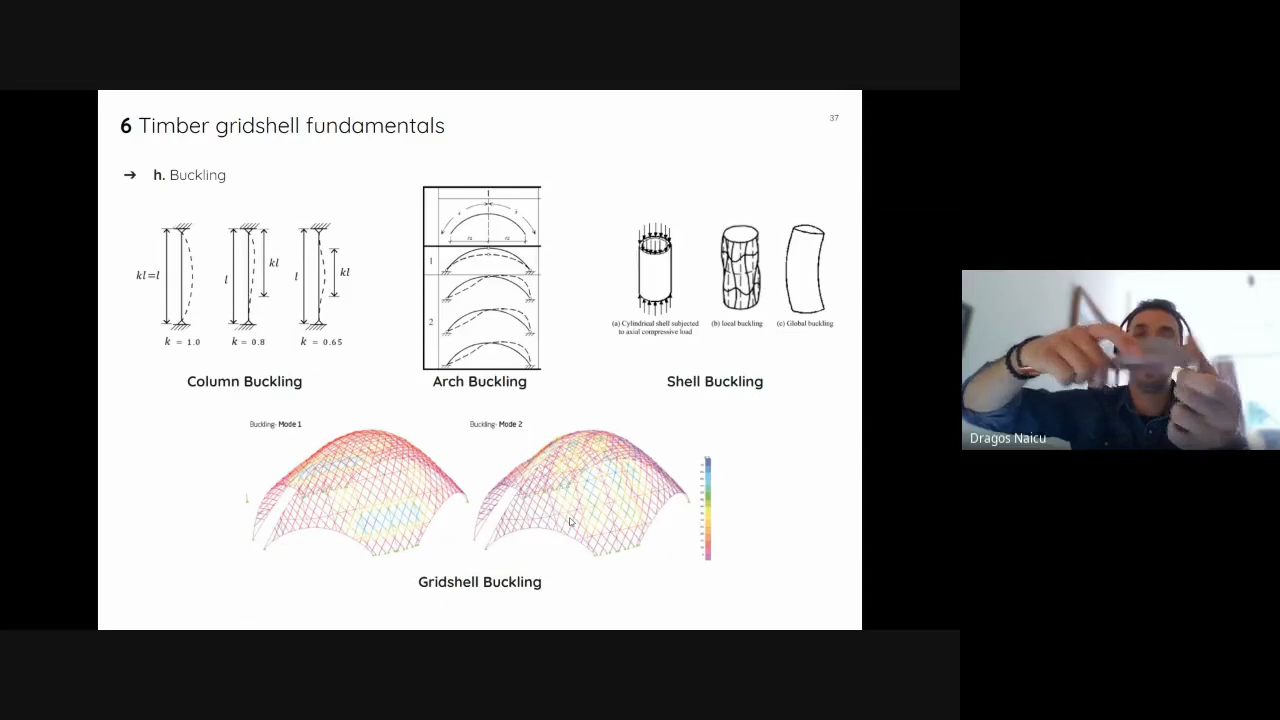 6 Timber gridshell fundamentals
37
➔ h. Buckling
kl=l
l
kl
l
kl
k = 1.0
k = 0.8
k = 0.65
1
2
(a) Cylindrical shell subjected
to axial compressive load
(b) local buckling
(c) Global buckling
Column Buckling
Arch Buckling
Shell Buckling
Buckling- Mode 1
Buckling- Mode 2
Gridshell Buckling
Dragos Naicu